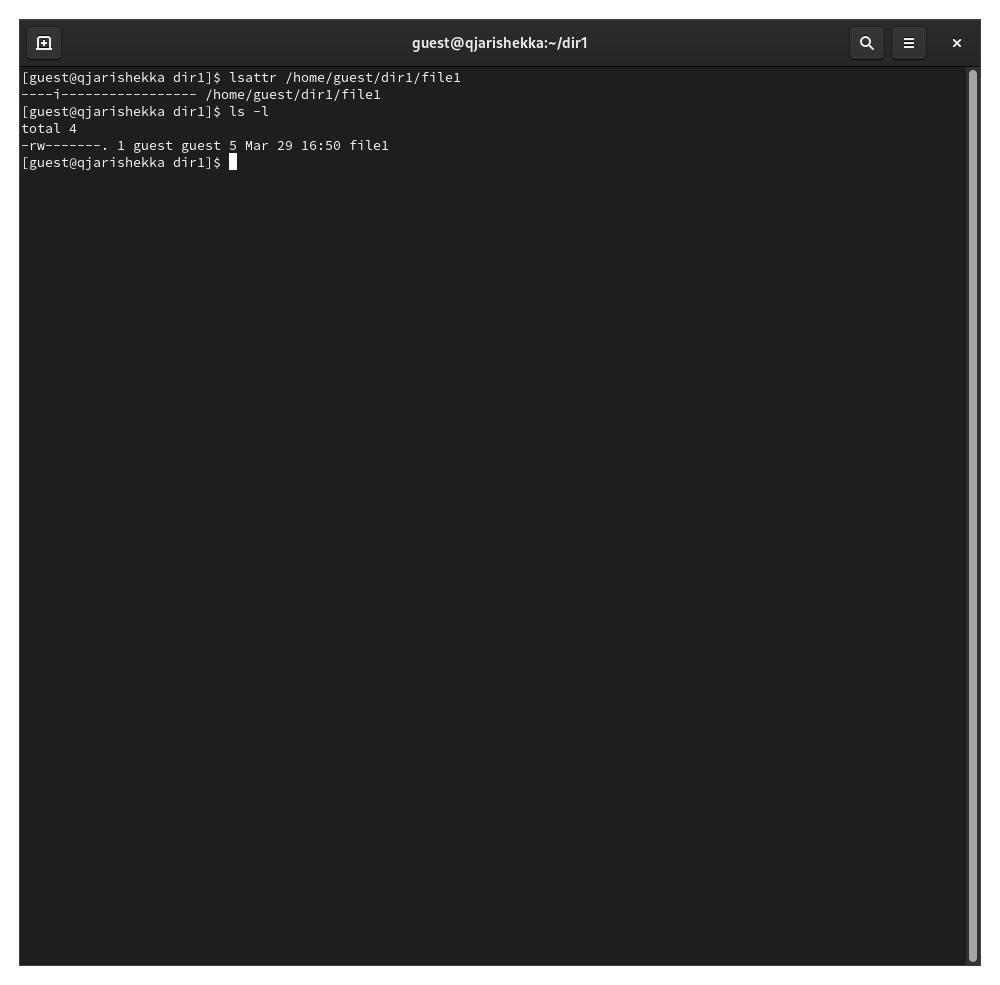 guest@qjarishekka:~/dir1
[guest@qjarishekka dir1]$ lsattr /home/guest/dir1/file1
----i----------------- /home/guest/dir1/file1
[guest@qjarishekka dir1]$ ls -l
total 4
-rw-------. 1 guest guest 5 Mar 29 16:50 file1
[guest@qjarishekka dir1]$